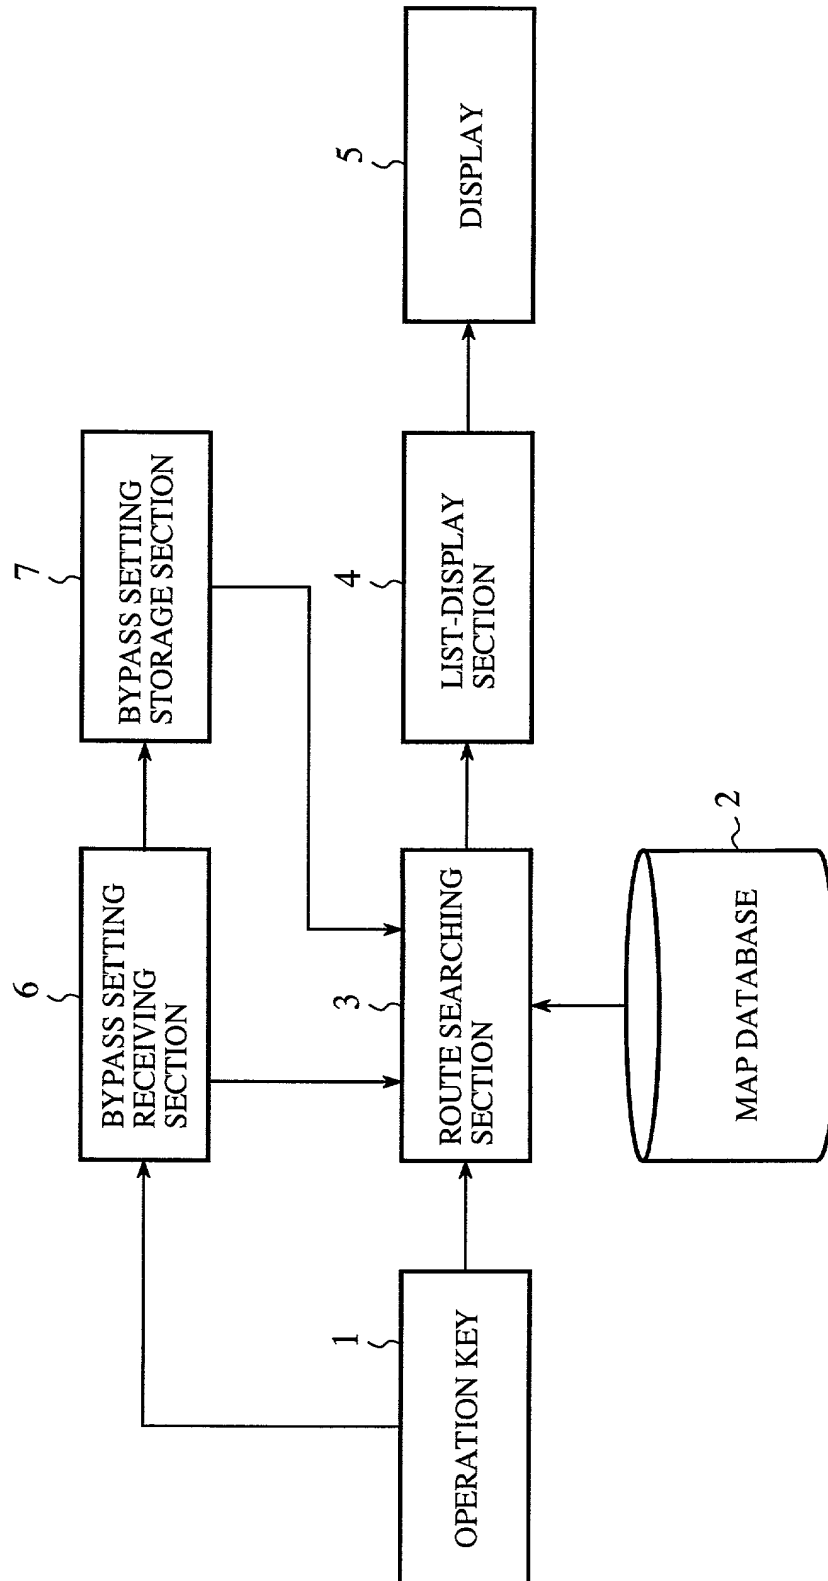 6
BYPASS SETTING
RECEIVING
SECTION
7
BYPASS SETTING
STORAGE SECTION
1
OPERATION KEY
3
ROUTE SEARCHING
SECTION
4
LIST-DISPLAY
SECTION
5
DISPLAY
2
MAP DATABASE